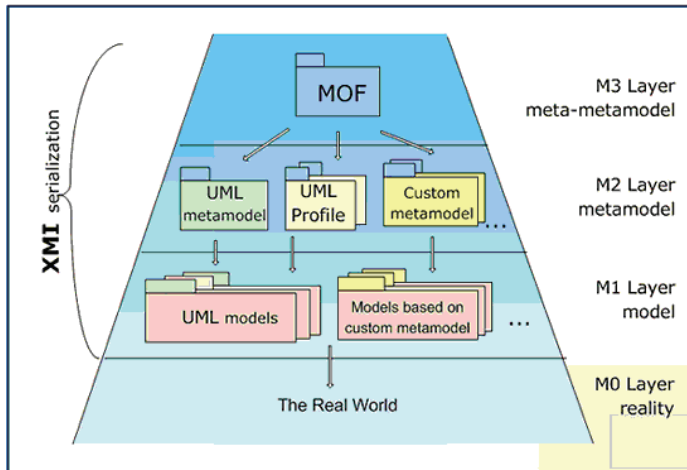 MOF
M3 Layer
meta-metamodel
XMI serialization
UML
metamodel
UML
Profile
Custom
metamodel
...
M2 Layer
metamodel
UML models
Models based on
custom metamodel
...
M1 Layer
model
The Real World
M0 Layer
reality